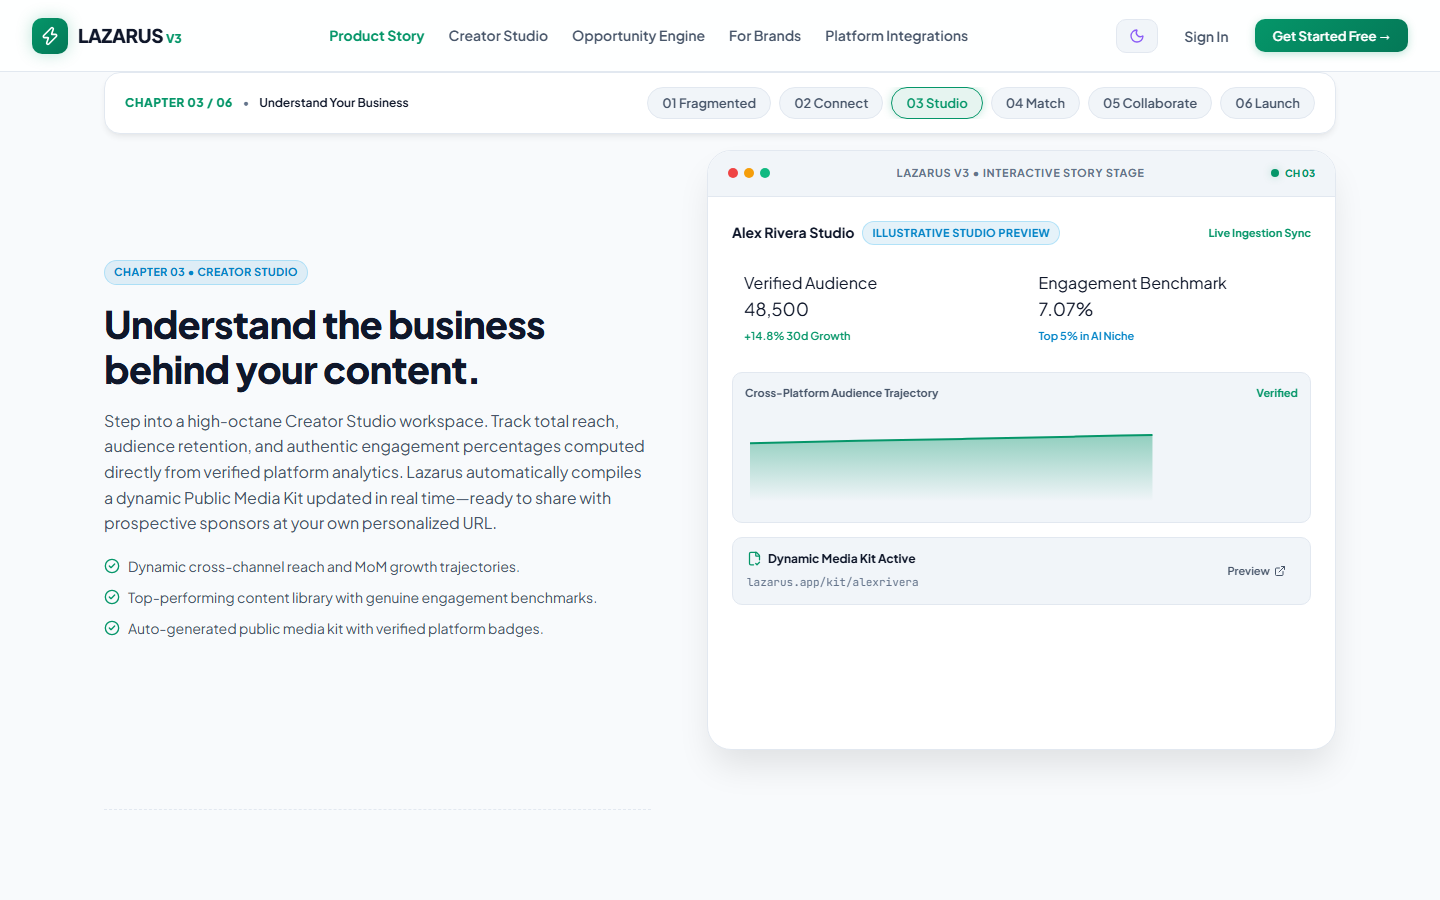 LAZARUS V3
Product Story
Creator Studio
Opportunity Engine
For Brands
Platform Integrations
Sign In
Get Started Free →
CHAPTER 03 / 06 • Understand Your Business
01 Fragmented
02 Connect
03 Studio
04 Match
05 Collaborate
06 Launch
CHAPTER 03 • CREATOR STUDIO
Understand the business
behind your content.
Step into a high-octane Creator Studio workspace. Track total reach,
audience retention, and authentic engagement percentages computed
directly from verified platform analytics. Lazarus automatically compiles
a dynamic Public Media Kit updated in real time—ready to share with
prospective sponsors at your own personalized URL.
Dynamic cross-channel reach and MoM growth trajectories.
Top-performing content library with genuine engagement benchmarks.
Auto-generated public media kit with verified platform badges.
LAZARUS V3 • INTERACTIVE STORY STAGE
CH 03
Alex Rivera Studio
ILLUSTRATIVE STUDIO PREVIEW
Live Ingestion Sync
Verified Audience
48,500
+14.8% 30d Growth
Engagement Benchmark
7.07%
Top 5% in AI Niche
Cross-Platform Audience Trajectory
Verified
Dynamic Media Kit Active
lazarus.app/kit/alexrivera
Preview